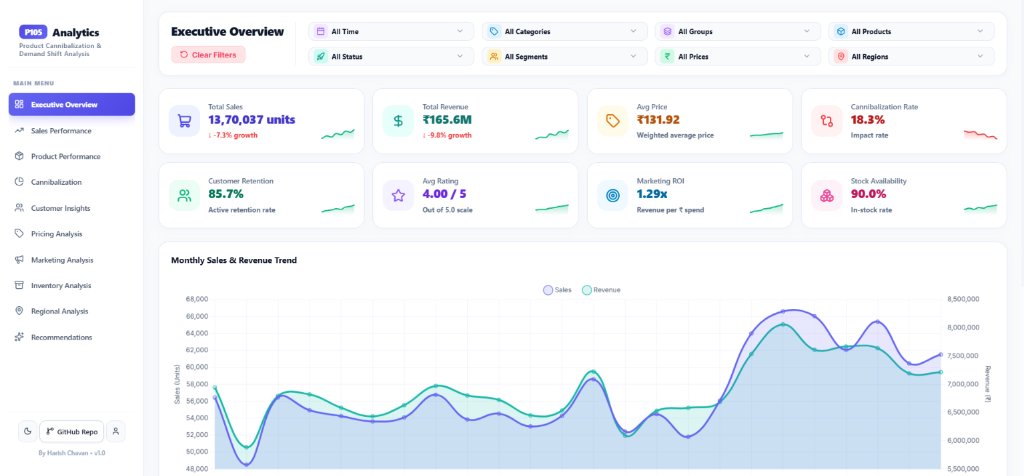 P105 Analytics
Product Cannibalization &
Demand Shift Analysis
MAIN MENU
Executive Overview
Sales Performance
Product Performance
Cannibalization
Customer Insights
Pricing Analysis
Marketing Analysis
Inventory Analysis
Regional Analysis
Recommendations
GitHub Repo
By Harish Chavan • v1.0
Executive Overview
Clear Filters
All Time
All Categories
All Groups
All Products
All Status
All Segments
₹ All Prices
All Regions
Total Sales
13,70,037 units
↓ -7.3% growth
Total Revenue
₹165.6M
↓ -9.8% growth
Avg Price
₹131.92
Weighted average price
Cannibalization Rate
18.3%
Impact rate
Customer Retention
85.7%
Active retention rate
Avg Rating
4.00 / 5
Out of 5.0 scale
Marketing ROI
1.29x
Revenue per ₹ spend
Stock Availability
90.0%
In-stock rate
Monthly Sales & Revenue Trend
Sales
Revenue
68,000
66,000
64,000
62,000
60,000
58,000
56,000
54,000
52,000
50,000
48,000
Sales (Units)
8,500,000
8,000,000
7,500,000
7,000,000
6,500,000
6,000,000
5,500,000
Revenue (₹)